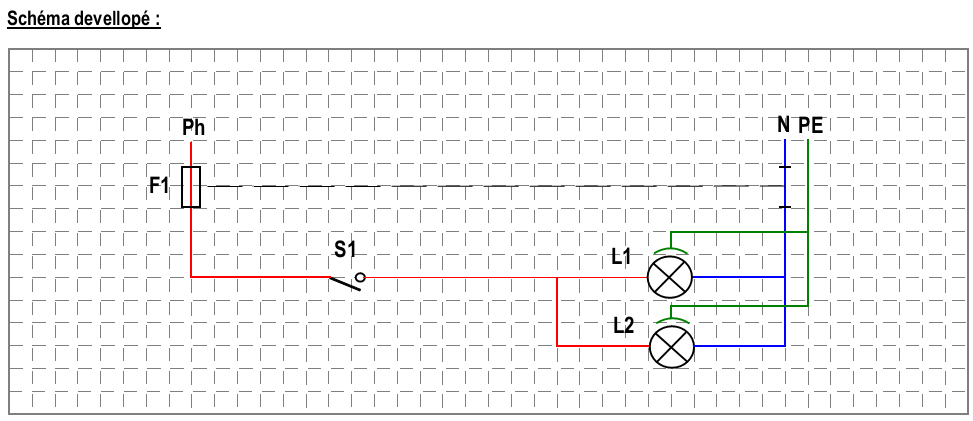 Schéma devellopé :
Ph
N PE
F1
S1
L1
L2